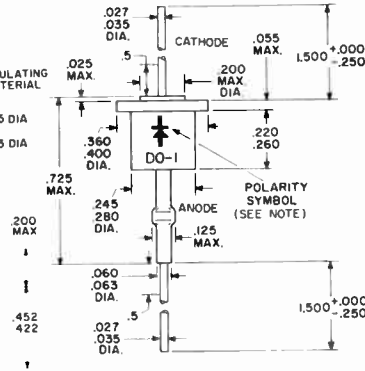 .027
.035
DIA.
CATHODE
.055
MAX.
1.500 +.000
-.250
.5
.025
MAX.
.200
MAX
DIA
ULATING
TERIAL
DIA
DIA
.360
.400
DIA.
DO-1
.220
.260
.725
MAX.
POLARITY
SYMBOL
(SEE NOTE)
.245
.280
DIA.
ANODE
.200
MAX
.125
MAX.
.060
.063
DIA.
.5
1.500 +.000
-.250
.452
422
.027
.035
DIA.